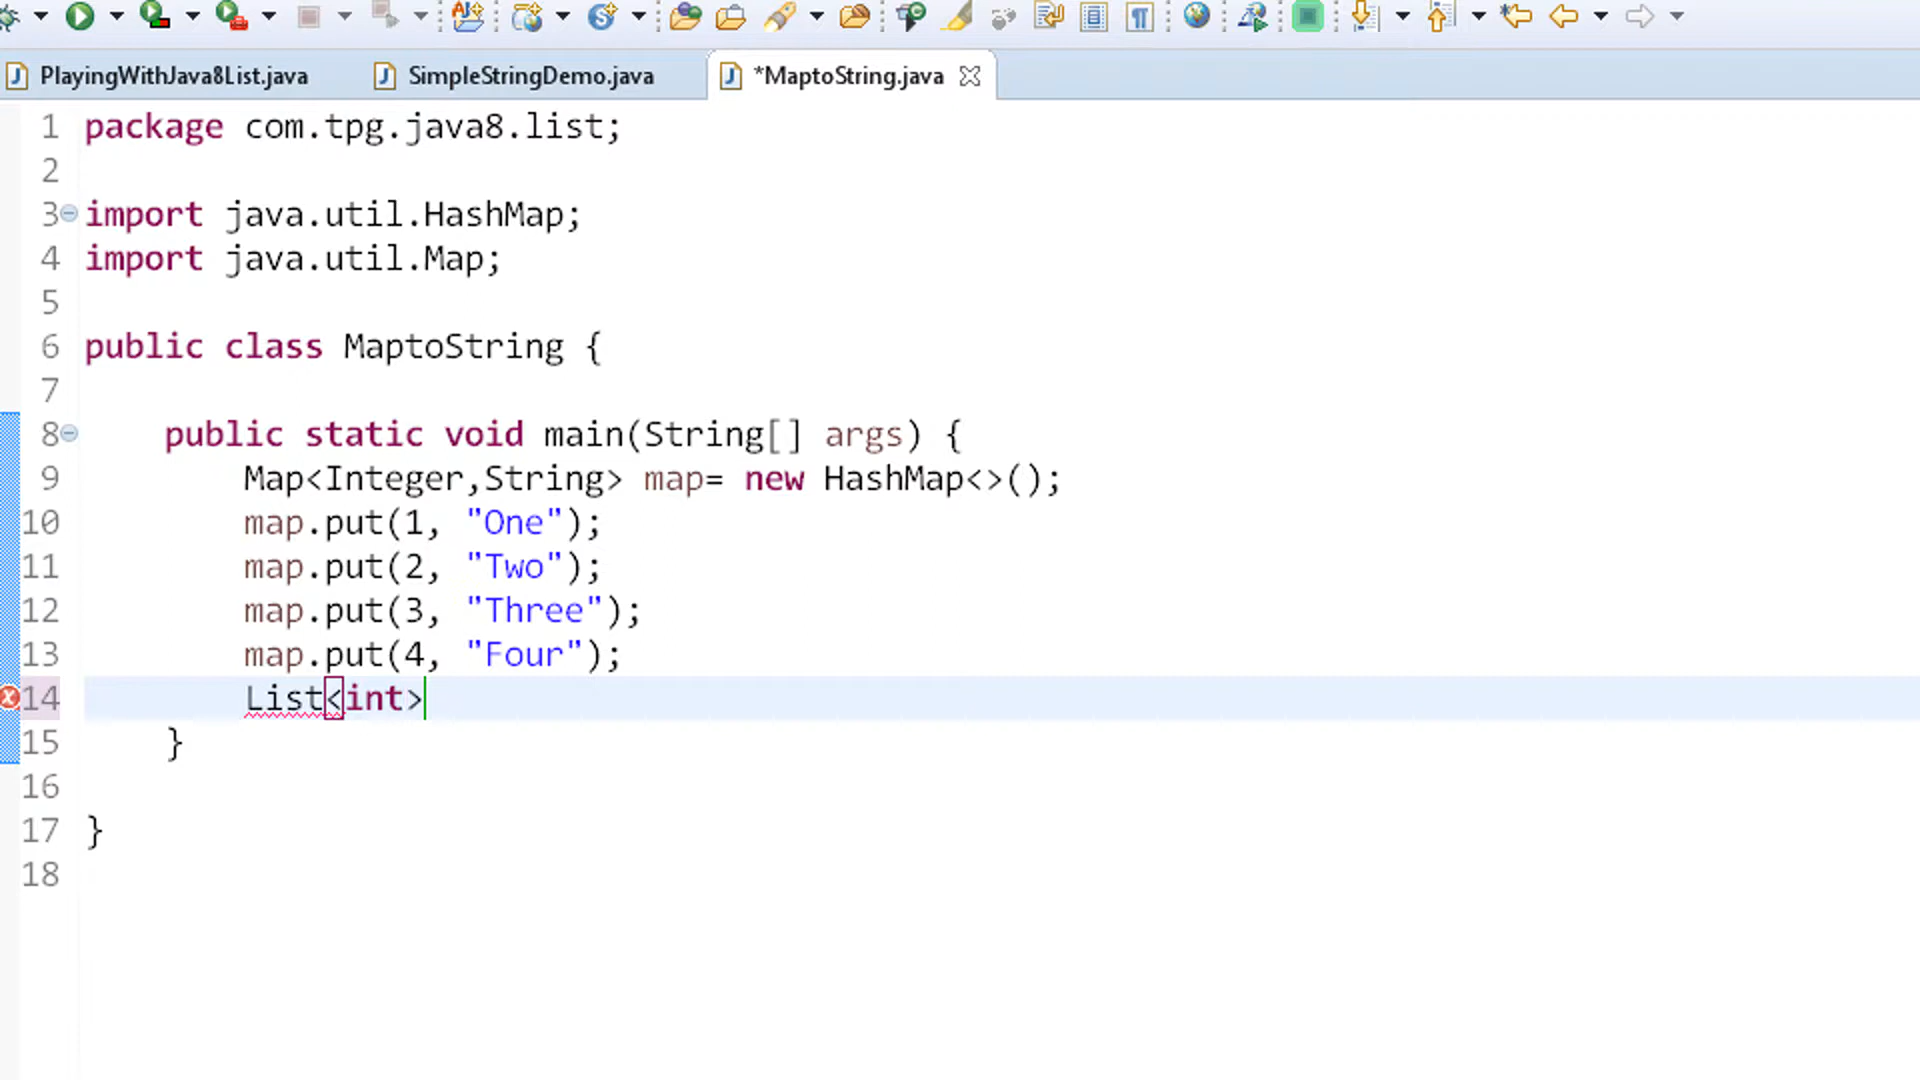 PlayingWithJava8List.java SimpleStringDemo.java *MaptoString.java
1 package com.tpg.java8.list;
2
3 import java.util.HashMap;
4 import java.util.Map;
5
6 public class MaptoString {
7
8 public static void main(String[] args) {
9 Map<Integer,String> map= new HashMap<>();
10 map.put(1, "One");
11 map.put(2, "Two");
12 map.put(3, "Three");
13 map.put(4, "Four");
14 List<int>
15 }
16
17 }
18